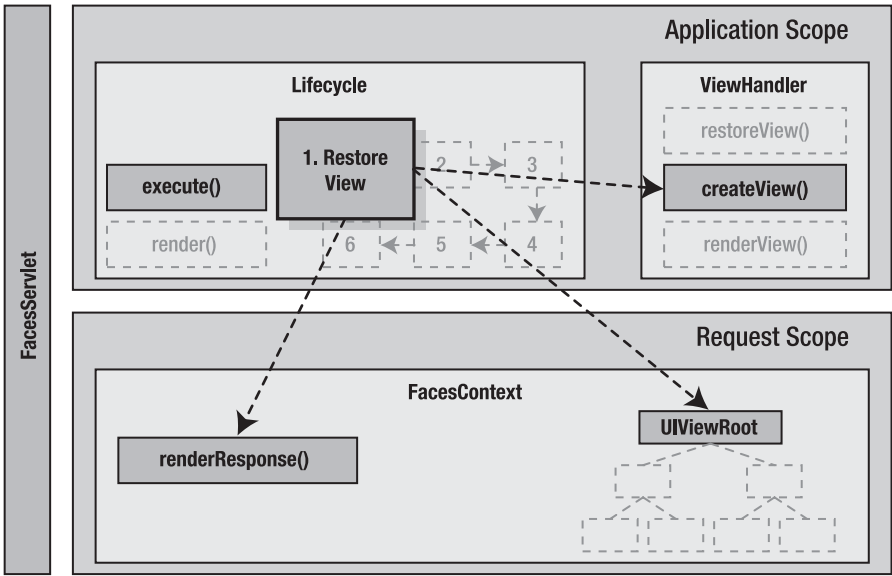 FacesServlet
Application Scope
Lifecycle
ViewHandler
1. Restore
View
2
3
restoreView()
execute()
createView()
render()
6
5
4
renderView()
Request Scope
FacesContext
UIViewRoot
renderResponse()